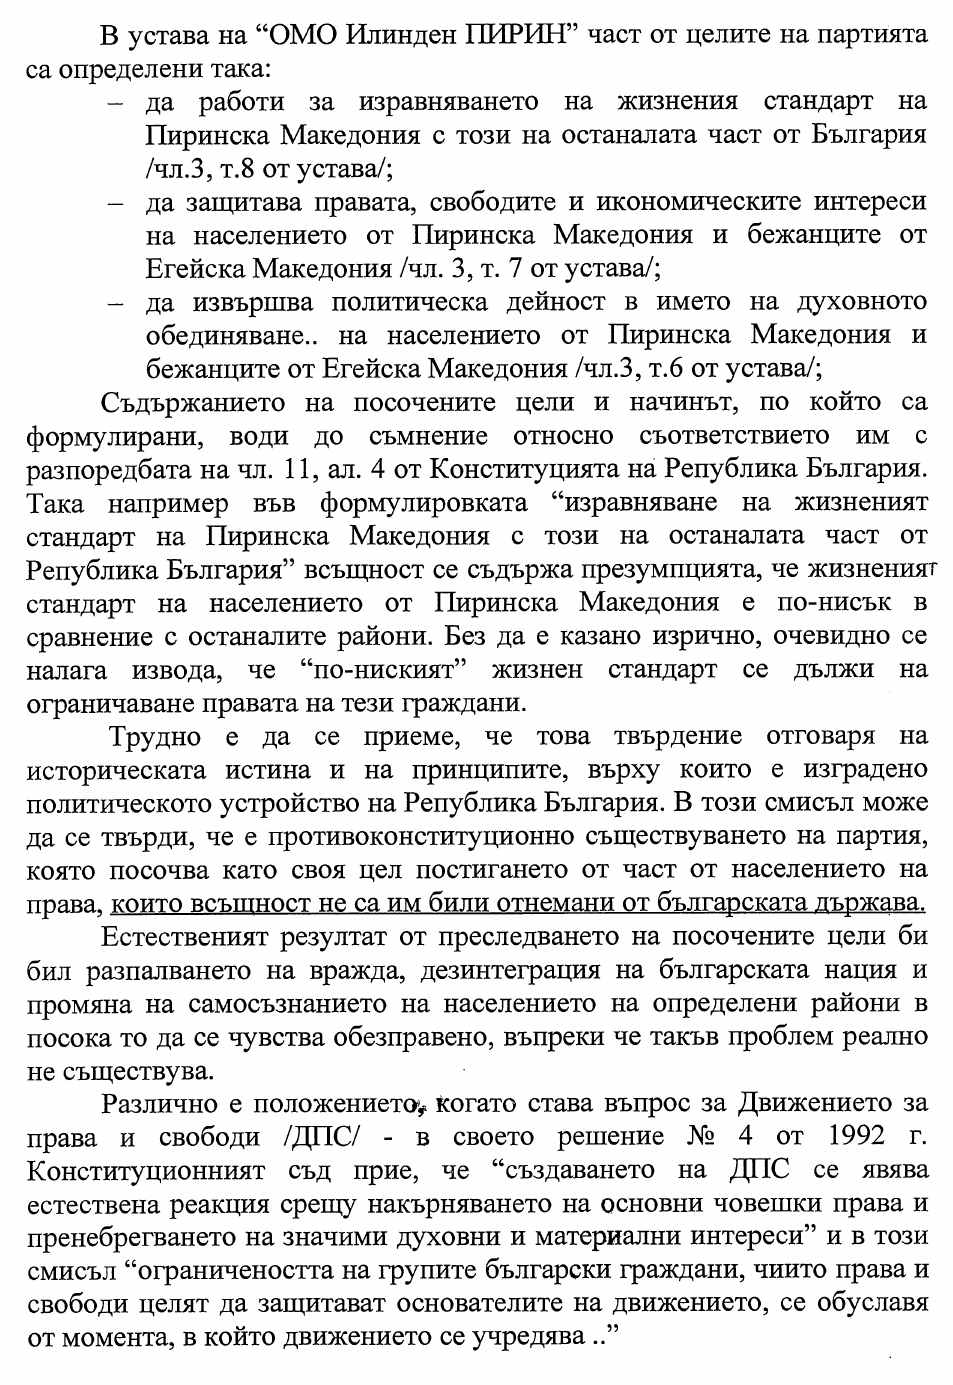 В устава на “ОМО Илинден ПИРИН” част от целите на партията
са определени така:
– да работи за изравняването на жизнения стандарт на
Пиринска Македония с този на останалата част от България
/чл.3, т.8 от устава/;
– да защитава правата, свободите и икономическите интереси
на населението от Пиринска Македония и бежанците от
Егейска Македония /чл. 3, т. 7 от устава/;
– да извършва политическа дейност в името на духовното
обединяване.. на населението от Пиринска Македония и
бежанците от Егейска Македония /чл.3, т.6 от устава/;
Съдържанието на посочените цели и начинът, по който са
формулирани, води до съмнение относно съответствието им с
разпоредбата на чл. 11, ал. 4 от Конституцията на Република България.
Така например във формулировката “изравняване на жизненият
стандарт на Пиринска Македония с този на останалата част от
Република България” всъщност се съдържа презумпцията, че жизненият
стандарт на населението от Пиринска Македония е по-нисък в
сравнение с останалите райони. Без да е казано изрично, очевидно се
налага извода, че “по-ниският” жизнен стандарт се дължи на
ограничаване правата на тези граждани.
Трудно е да се приеме, че това твърдение отговаря на
историческата истина и на принципите, върху които е изградено
политическото устройство на Република България. В този смисъл може
да се твърди, че е противоконституционно съществуването на партия,
която посочва като своя цел постигането от част от населението на
права, които всъщност не са им били отнемани от българската държава.
Естественият резултат от преследването на посочените цели би
бил разпалването на вражда, дезинтеграция на българската нация и
промяна на самосъзнанието на населението на определени райони в
посока то да се чувства обезправено, въпреки че такъв проблем реално
не съществува.
Различно е положението, когато става въпрос за Движението за
права и свободи /ДПС/ - в своето решение № 4 от 1992 г.
Конституционният съд прие, че “създаването на ДПС се явява
естествена реакция срещу накърняването на основни човешки права и
пренебрегването на значими духовни и материални интереси” и в този
смисъл “ограничеността на групите български граждани, чиито права и
свободи целят да защитават основателите на движението, се обуславя
от момента, в който движението се учредява ..”